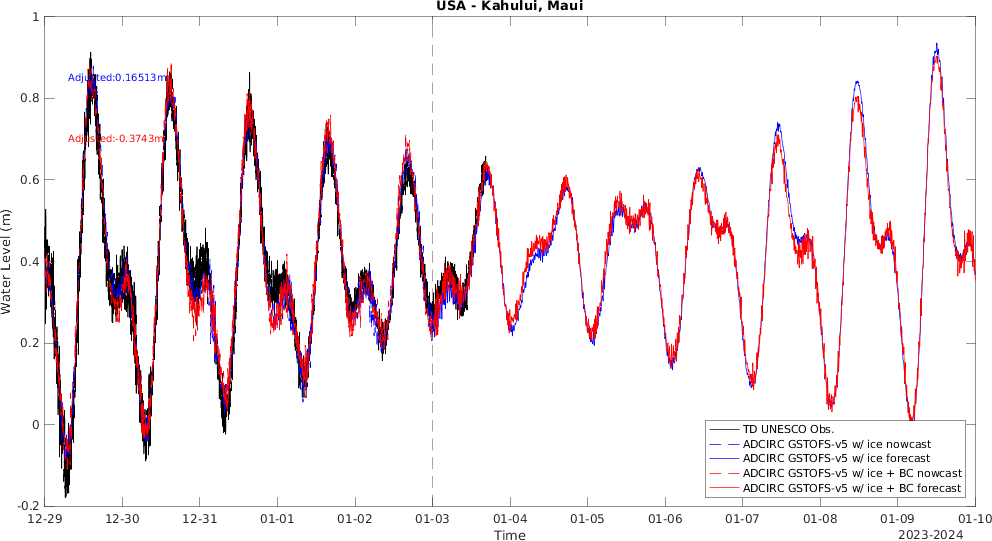 USA - Kahului, Maui
1
0.8
0.6
0.4
0.2
0
-0.2
Water Level (m)
Adjusted:0.16513m
Adjusted:-0.3743m
TD UNESCO Obs.
ADCIRC GSTOFS-v5 w/ ice nowcast
ADCIRC GSTOFS-v5 w/ ice forecast
ADCIRC GSTOFS-v5 w/ ice + BC nowcast
ADCIRC GSTOFS-v5 w/ ice + BC forecast
12-29 12-30 12-31 01-01 01-02 01-03 01-04 01-05 01-06 01-07 01-08 01-09 01-10
Time
2023-2024